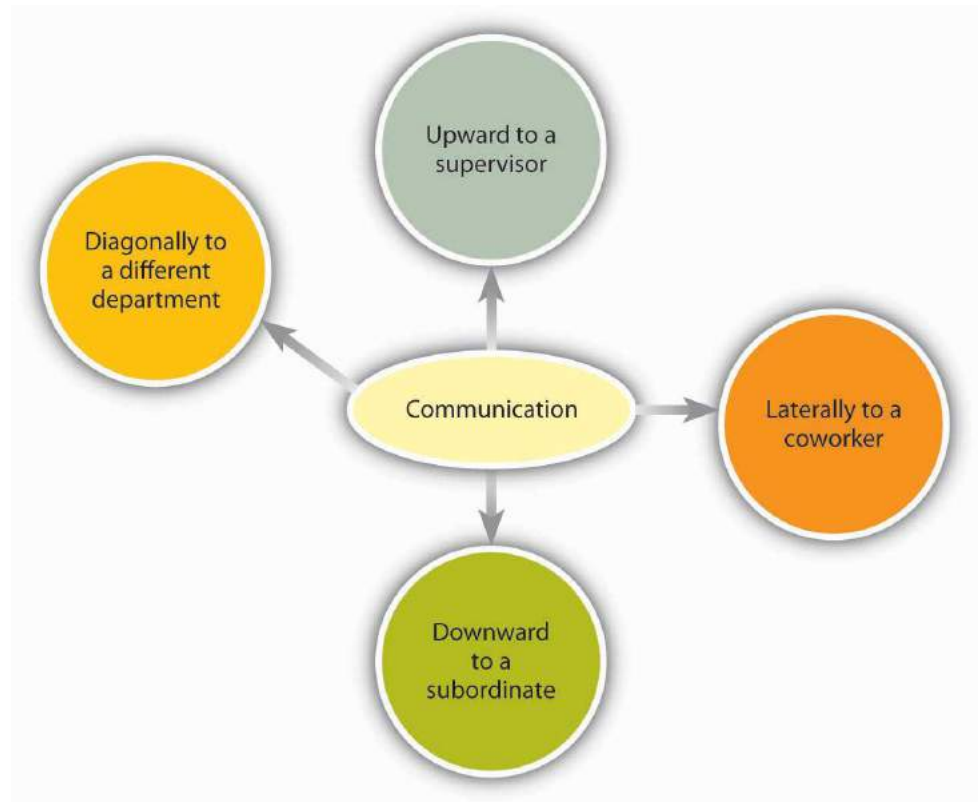 Upward to a
supervisor
Diagonally to
a different
department
Communication
Laterally to a
coworker
Downward
to a
subordinate